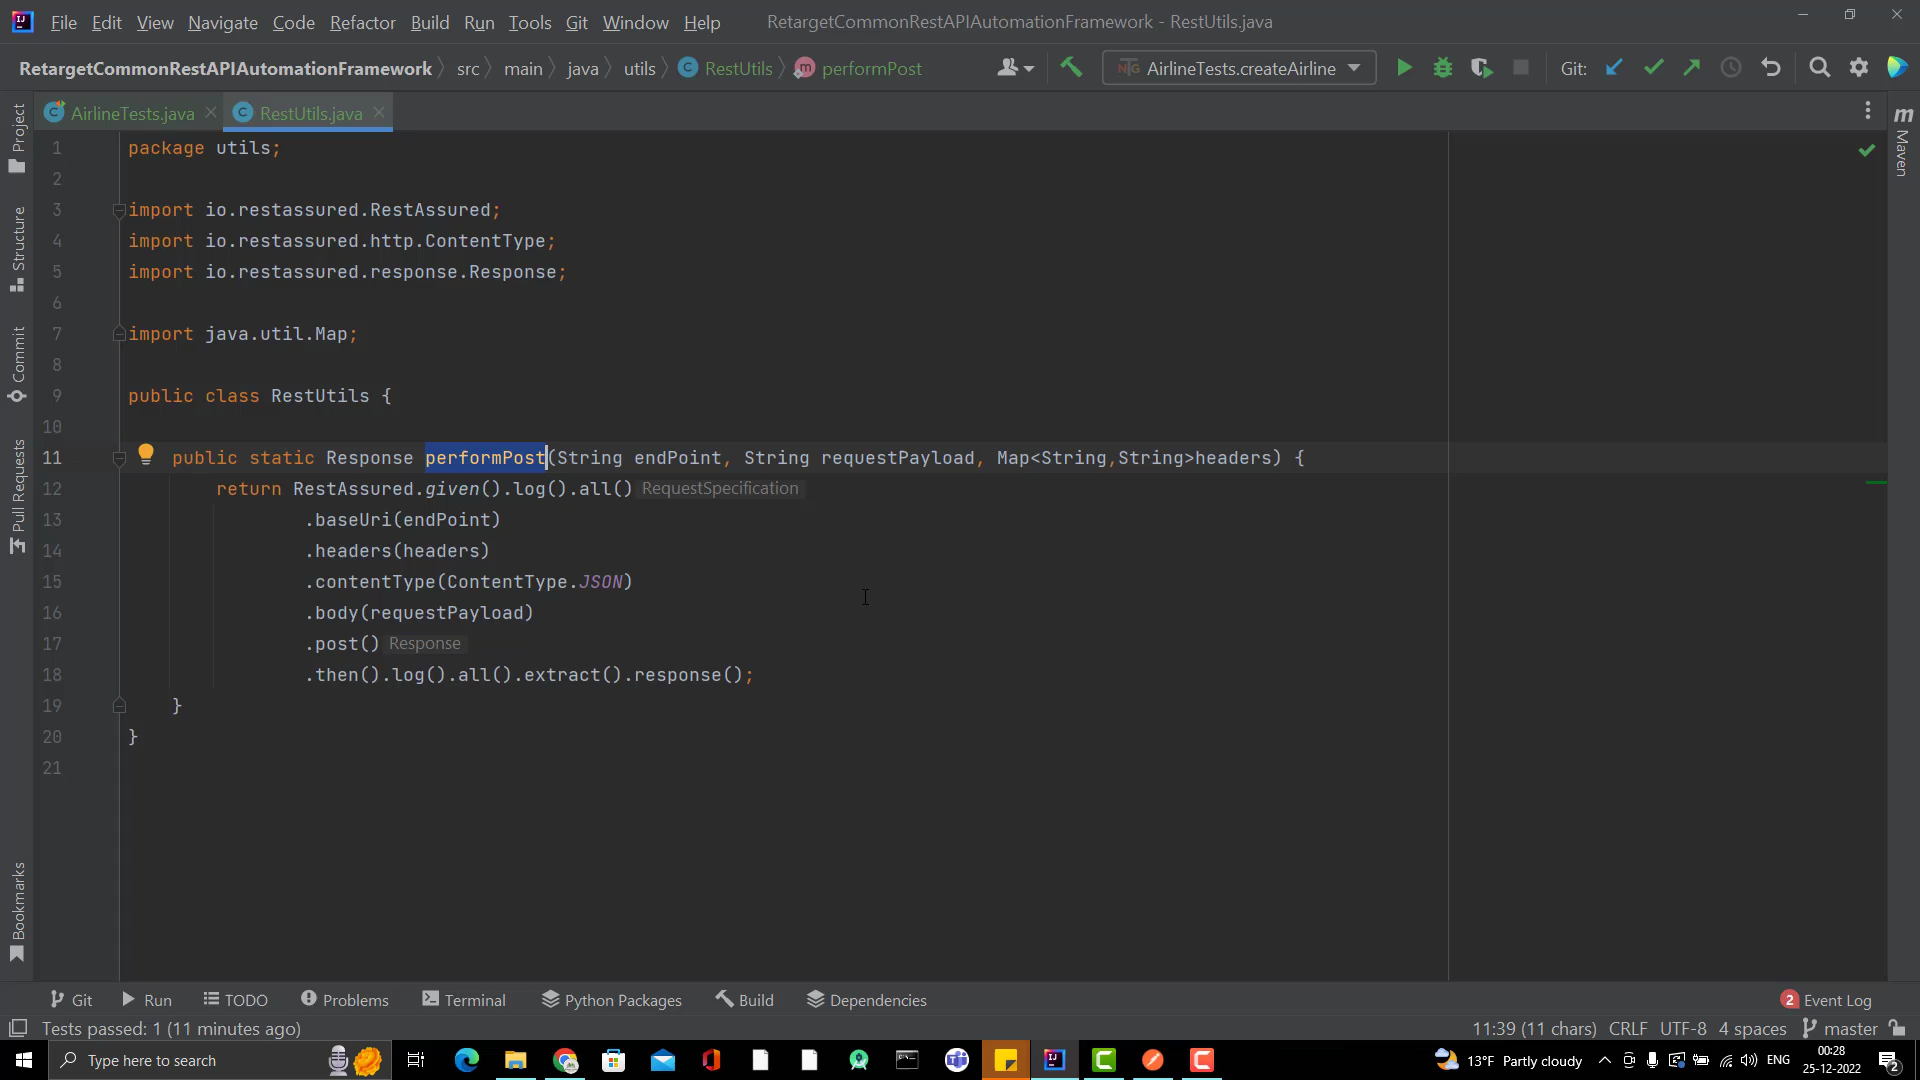 File Edit View Navigate Code Refactor Build Run Tools Git Window Help RetargetCommonRestAPIAutomationFramework - RestUtils.java
RetargetCommonRestAPIAutomationFramework src main java utils RestUtils performPost AirlineTests.createAirline Git:
AirlineTests.java RestUtils.java
Project
Structure
Commit
Pull Requests
Bookmarks
Maven
1 package utils;
2
3 import io.restassured.RestAssured;
4 import io.restassured.http.ContentType;
5 import io.restassured.response.Response;
6
7 import java.util.Map;
8
9 public class RestUtils {
10
11 public static Response performPost(String endPoint, String requestPayload, Map<String,String>headers) {
12 return RestAssured.given().log().all() RequestSpecification
13 .baseUri(endPoint)
14 .headers(headers)
15 .contentType(ContentType.JSON)
16 .body(requestPayload)
17 .post() Response
18 .then().log().all().extract().response();
19 }
20 }
21
Git Run TODO Problems Terminal Python Packages Build Dependencies 2 Event Log
Tests passed: 1 (11 minutes ago) 11:39 (11 chars) CRLF UTF-8 4 spaces master
Type here to search 13°F Partly cloudy ENG 00:28
25-12-2022 2